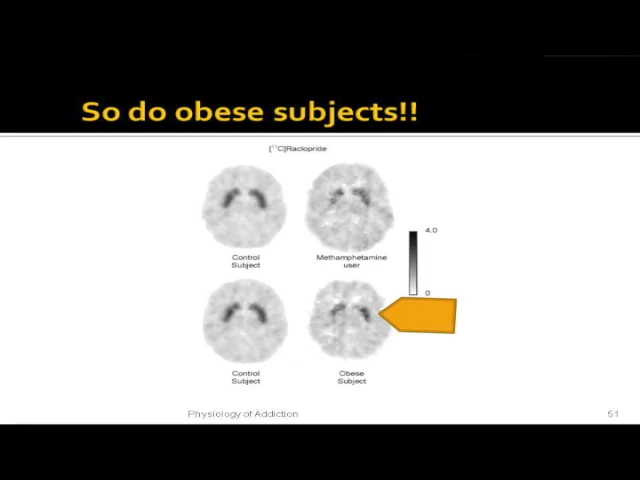 So do obese subjects!!
[¹¹C]Raclopride
4.0
Control
Subject
Methamphetamine
user
0
Control
Subject
Obese
Subject
Physiology of Addiction
51